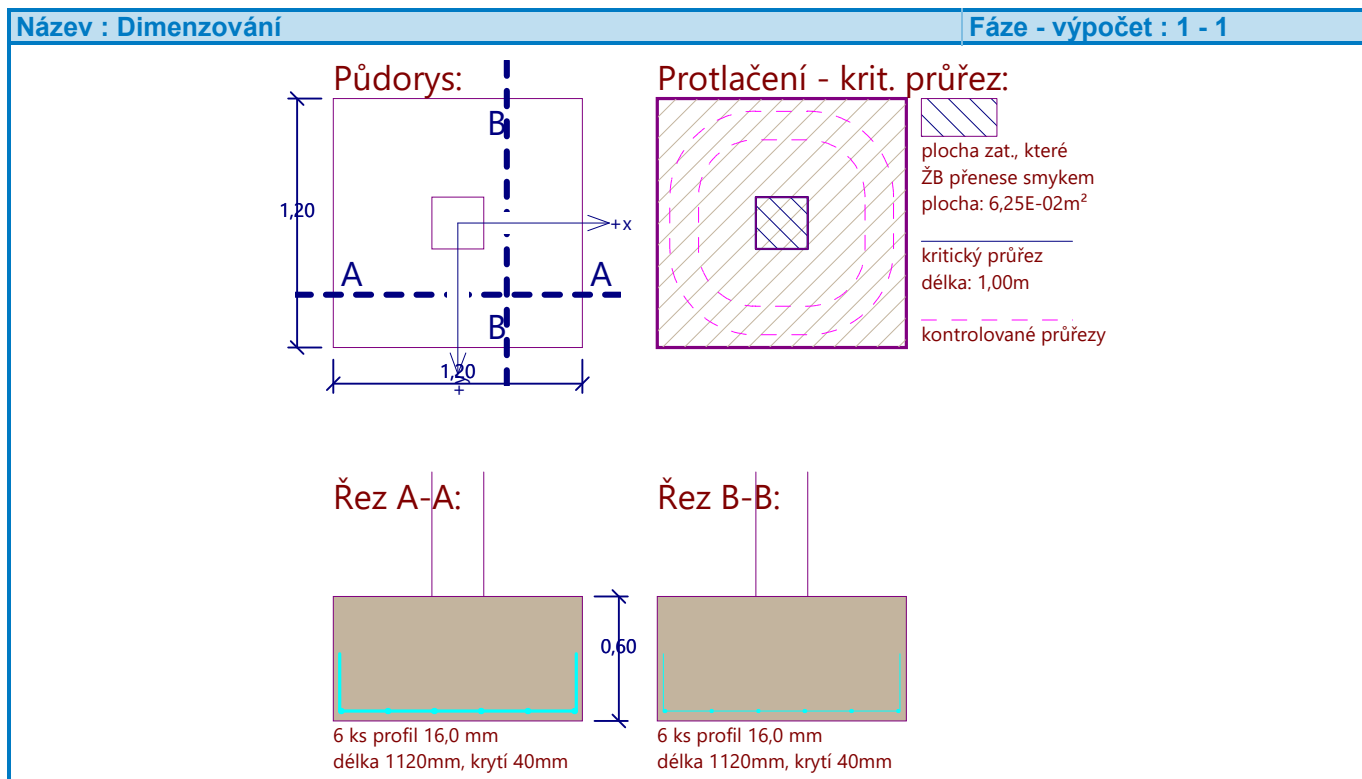 Název : Dimenzování
Fáze - výpočet : 1 - 1
Půdorys:
Protlačení - krit. průřez:
B
1,20
+x
A
A
B
1,20
+y
plocha zat., které
ŽB přenese smykem
plocha: 6,25E-02m²
kritický průřez
délka: 1,00m
kontrolované průřezy
Řez A-A:
Řez B-B:
0,60
6 ks profil 16,0 mm
délka 1120mm, krytí 40mm
6 ks profil 16,0 mm
délka 1120mm, krytí 40mm